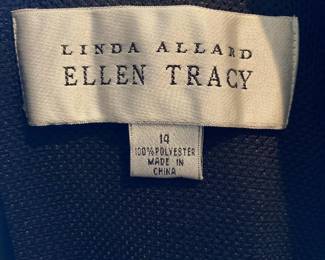 LINDA ALLARD
ELLEN TRACY
14
100% POLYESTER
MADE IN
CHINA